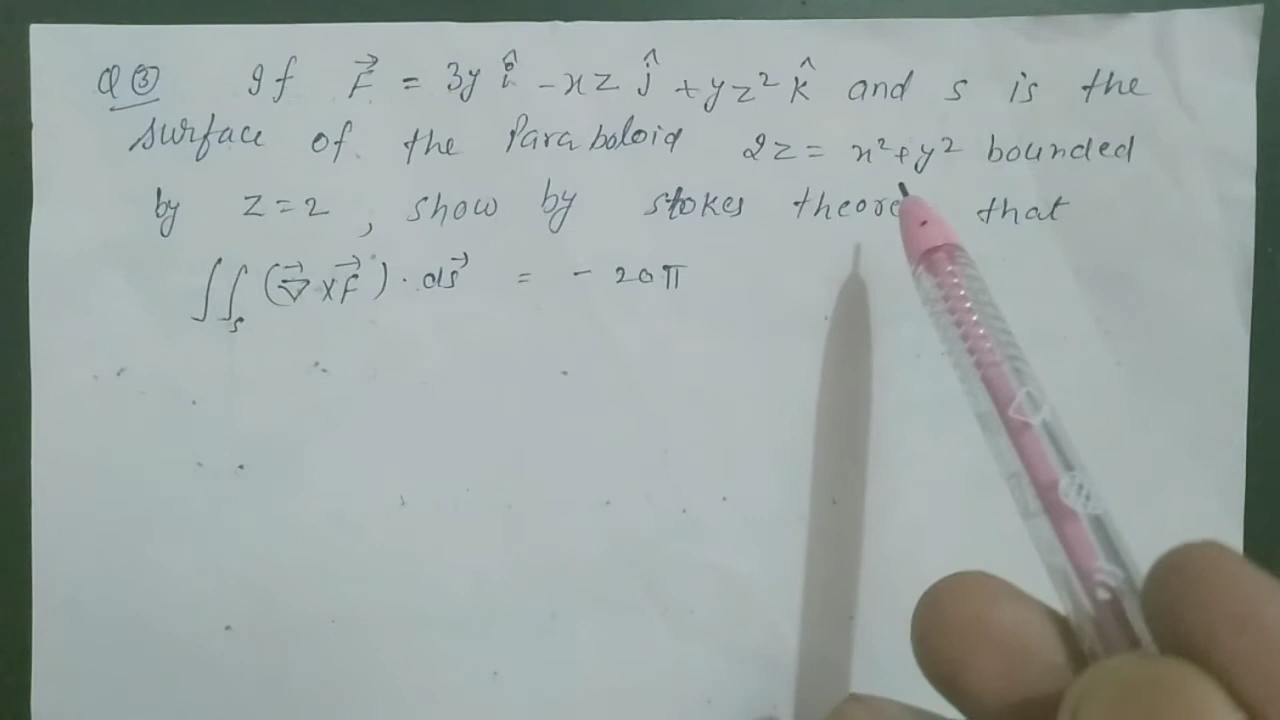 Q③ If F⃗ = 3y î - xz ĵ + yz² k̂ and s is the
surface of the Paraboloid 2z = x²+y² bounded
by z=2, show by stokes theore that
∬ₛ (∇⃗ × F⃗) · ds⃗ = - 20π